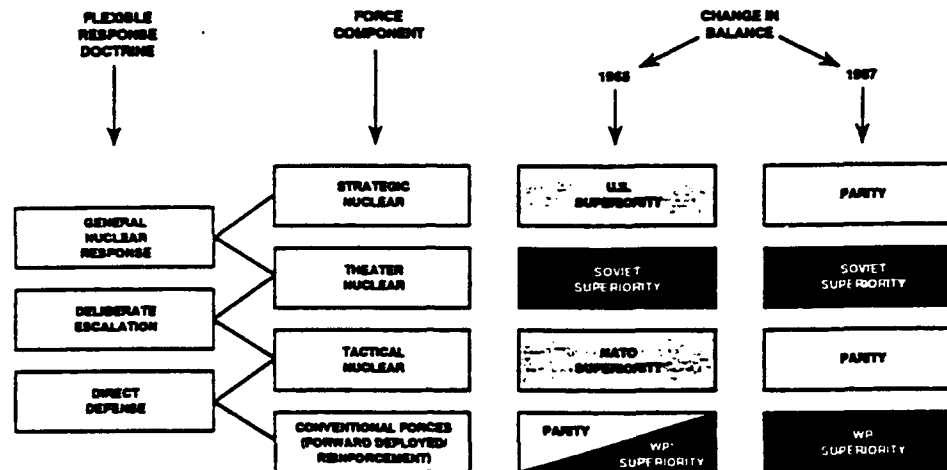 FLEXIBLE
RESPONSE
DOCTRINE
FORCE
COMPONENT
CHANGE IN
BALANCE
1965
1987
GENERAL
NUCLEAR
RESPONSE
DELIBERATE
ESCALATION
DIRECT
DEFENSE
STRATEGIC
NUCLEAR
THEATER
NUCLEAR
TACTICAL
NUCLEAR
CONVENTIONAL FORCES
(FORWARD DEPLOYED/
REINFORCEMENT)
U.S.
SUPERIORITY
SOVIET
SUPERIORITY
NATO
SUPERIORITY
PARITY
WP
SUPERIORITY
PARITY
SOVIET
SUPERIORITY
PARITY
WP
SUPERIORITY